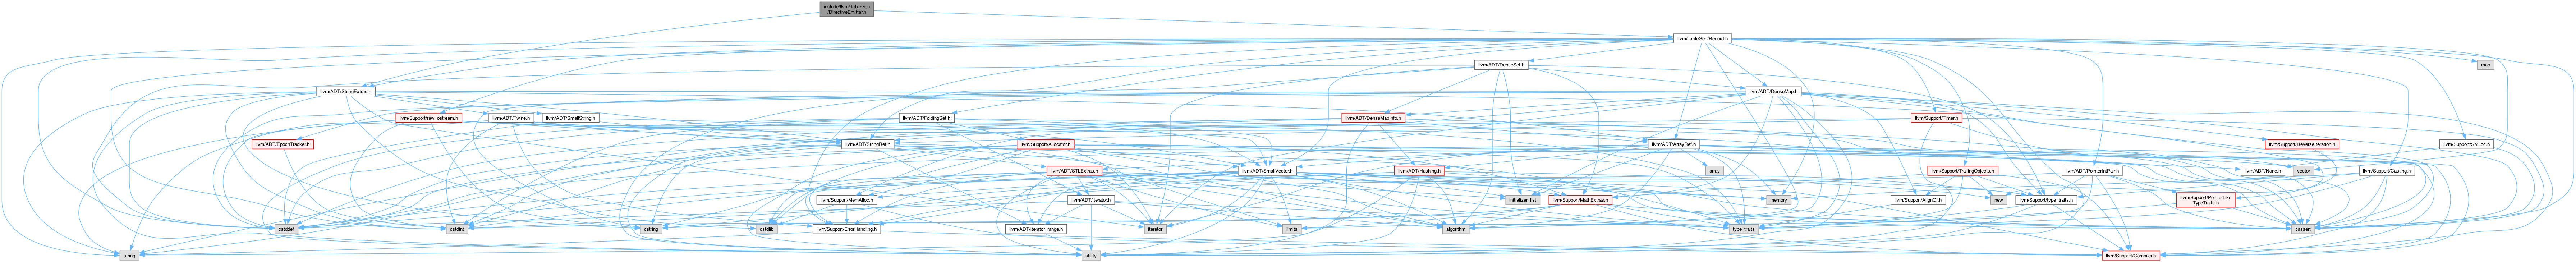 include/llvm/TableGen
/DirectiveEmitter.h
llvm/TableGen/Record.h
llvm/ADT/DenseSet.h
map
llvm/ADT/StringExtras.h
llvm/ADT/DenseMap.h
llvm/Support/raw_ostream.h
llvm/ADT/Twine.h
llvm/ADT/SmallString.h
llvm/ADT/FoldingSet.h
llvm/ADT/DenseMapInfo.h
llvm/Support/Timer.h
llvm/ADT/EpochTracker.h
llvm/ADT/StringRef.h
llvm/Support/Allocator.h
llvm/ADT/ArrayRef.h
llvm/Support/ReverseIteration.h
llvm/Support/SMLoc.h
llvm/ADT/STLExtras.h
llvm/ADT/SmallVector.h
llvm/ADT/Hashing.h
array
llvm/Support/TrailingObjects.h
llvm/ADT/PointerIntPair.h
llvm/ADT/None.h
vector
llvm/Support/Casting.h
llvm/Support/MemAlloc.h
llvm/ADT/iterator.h
initializer_list
llvm/Support/MathExtras.h
memory
llvm/Support/AlignOf.h
new
llvm/Support/type_traits.h
llvm/Support/PointerLike
TypeTraits.h
cstddef
cstdint
cstring
cstdlib
llvm/Support/ErrorHandling.h
llvm/ADT/iterator_range.h
iterator
limits
algorithm
type_traits
cassert
string
utility
llvm/Support/Compiler.h